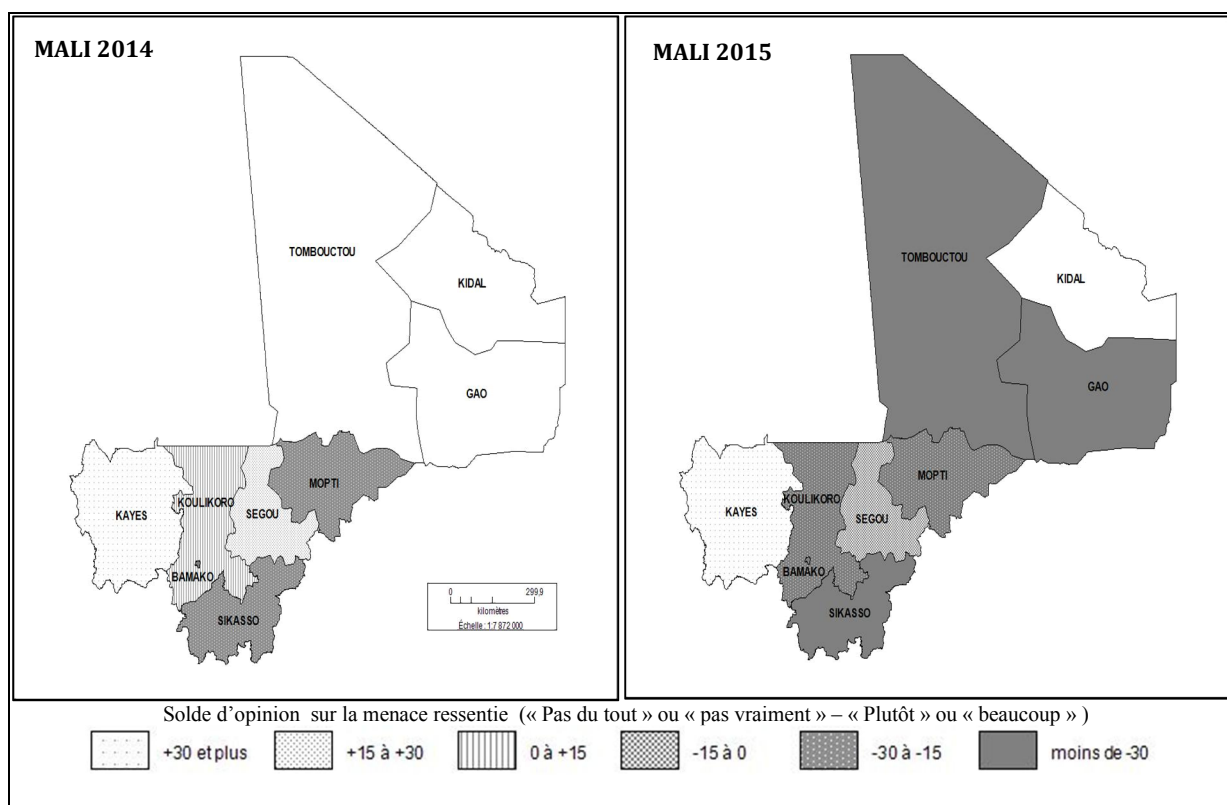 MALI 2014
TOMBOUCTOU
KIDAL
GAO
MOPTI
KOULIKORO
SEGOU
KAYES
BAMAKO
SIKASSO
0 299,9
kilomètres
Échelle : 1:7 872 000
MALI 2015
TOMBOUCTOU
KIDAL
GAO
MOPTI
KOULIKORO
SEGOU
KAYES
BAMAKO
SIKASSO
Solde d’opinion sur la menace ressentie (« Pas du tout » ou « pas vraiment » – « Plutôt » ou « beaucoup » )
+30 et plus +15 à +30 0 à +15 -15 à 0 -30 à -15 moins de -30